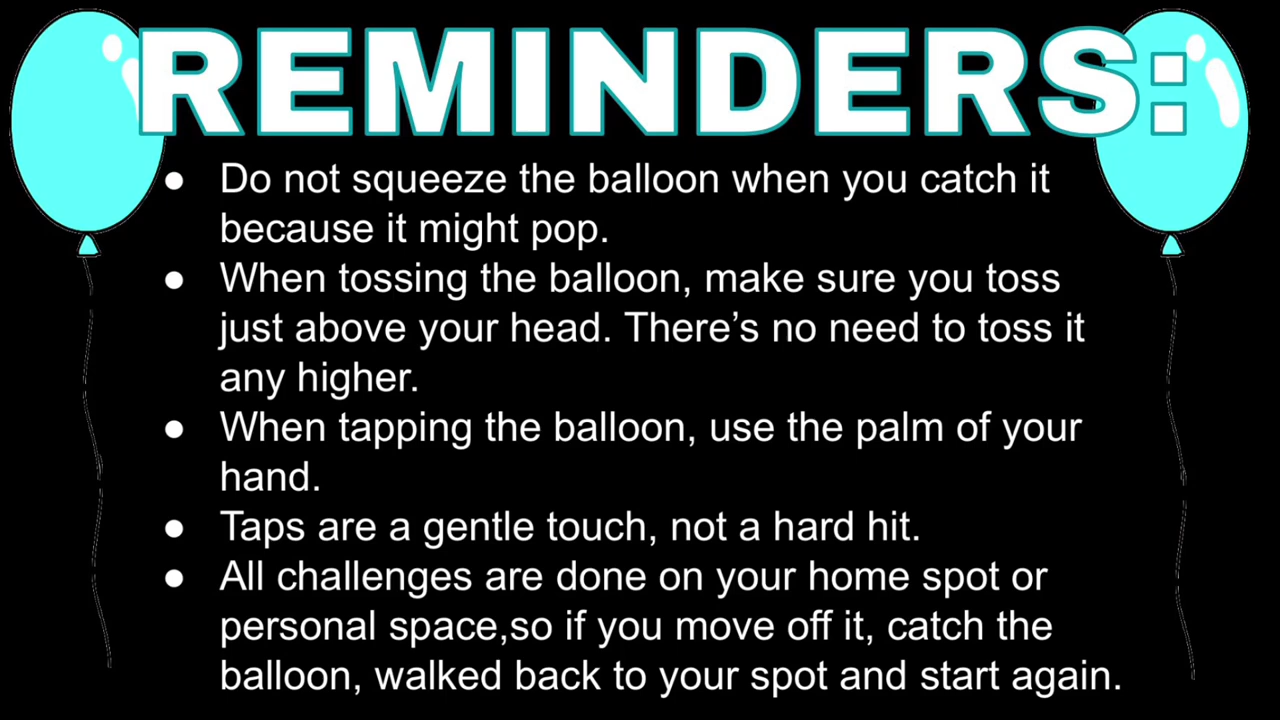 REMINDERS:
● Do not squeeze the balloon when you catch it
because it might pop.
● When tossing the balloon, make sure you toss
just above your head. There’s no need to toss it
any higher.
● When tapping the balloon, use the palm of your
hand.
● Taps are a gentle touch, not a hard hit.
● All challenges are done on your home spot or
personal space,so if you move off it, catch the
balloon, walked back to your spot and start again.